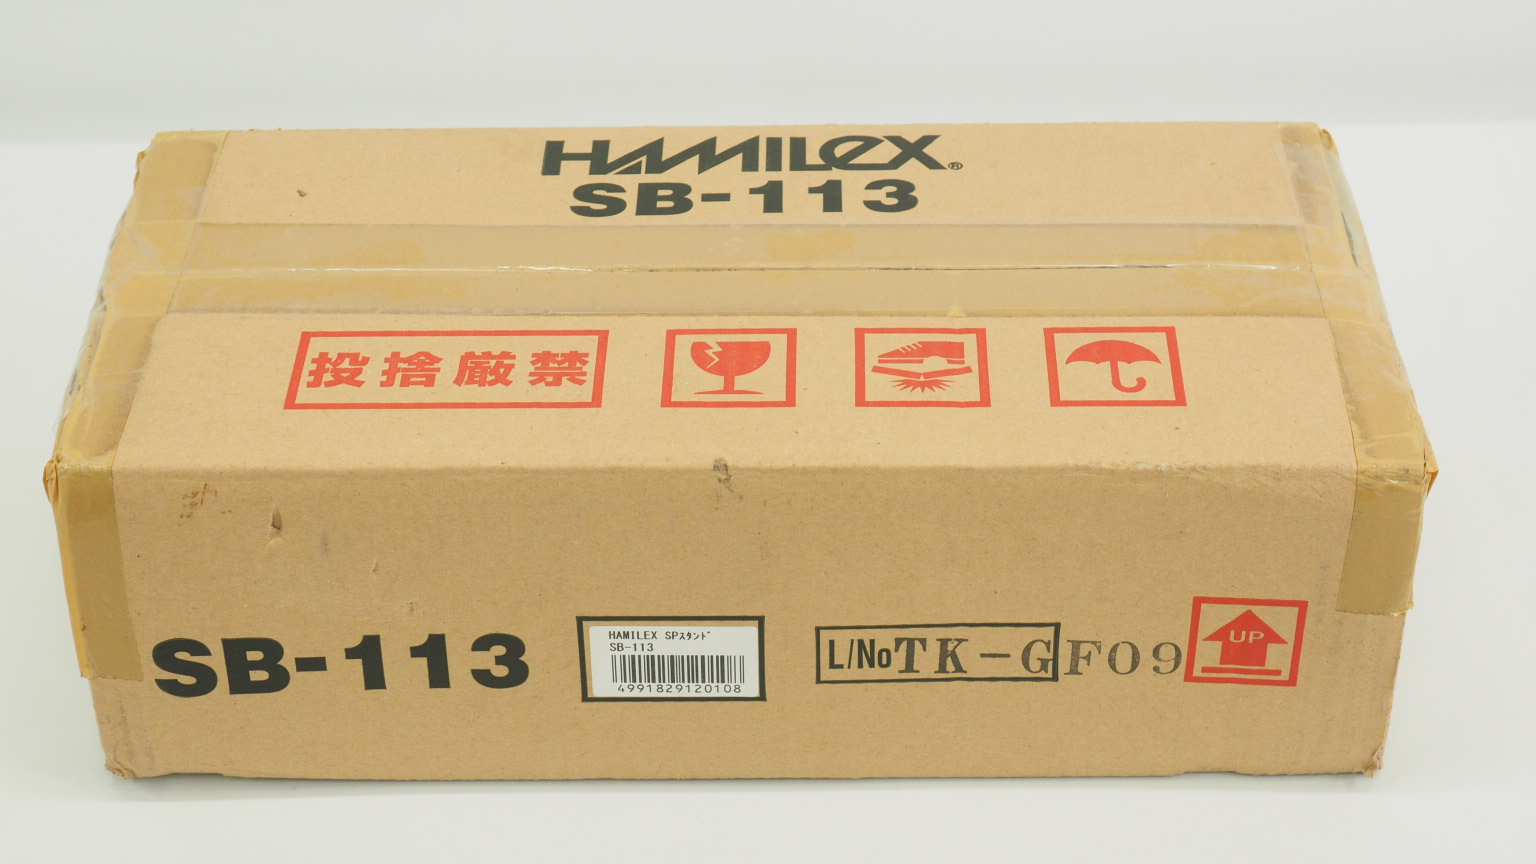 HAMILEX®
SB-113
投捨厳禁
SB-113
HAMILEX SPｽﾀﾝﾄﾞ
SB-113
4991829120108
L/No TK-GF09
UP